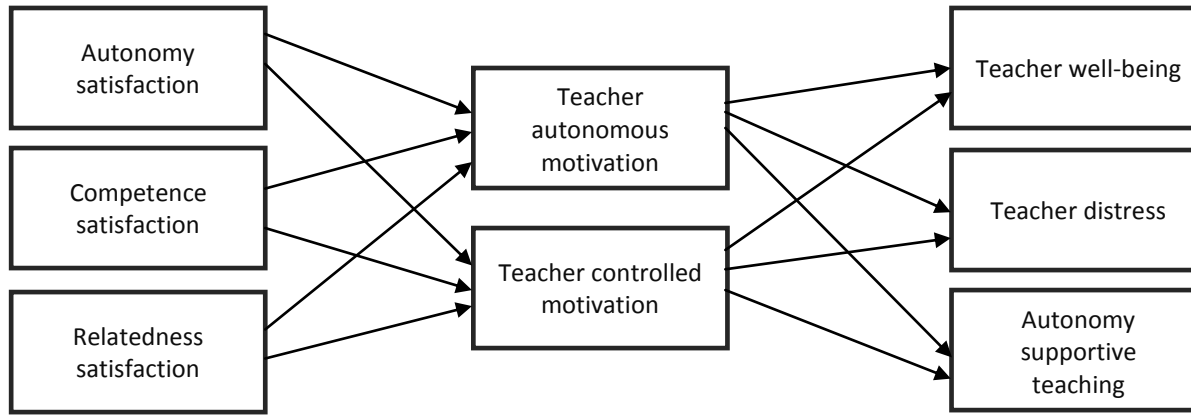 Autonomy
satisfaction
Competence
satisfaction
Relatedness
satisfaction
Teacher
autonomous
motivation
Teacher controlled
motivation
Teacher well-being
Teacher distress
Autonomy
supportive
teaching